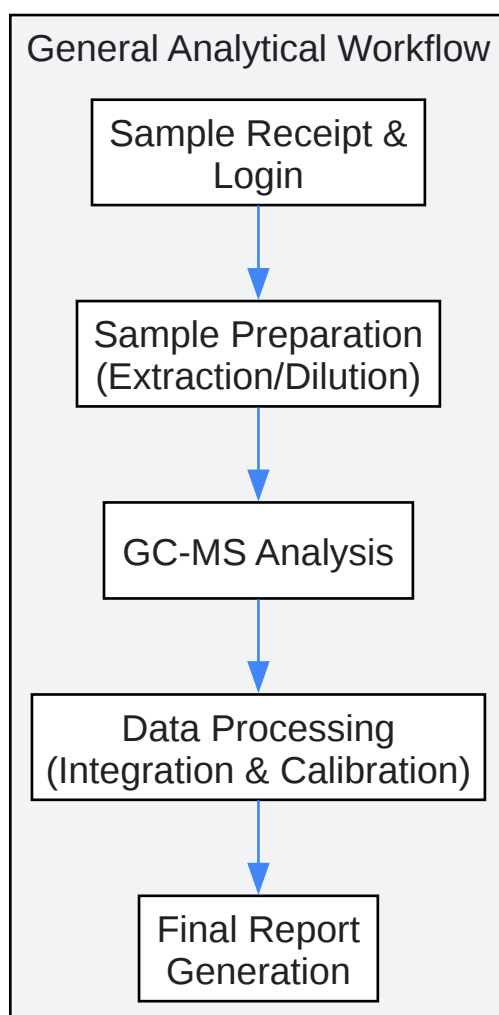 General Analytical Workflow
Sample Receipt &
Login
Sample Preparation
(Extraction/Dilution)
GC-MS Analysis
Data Processing
(Integration & Calibration)
Final Report
Generation